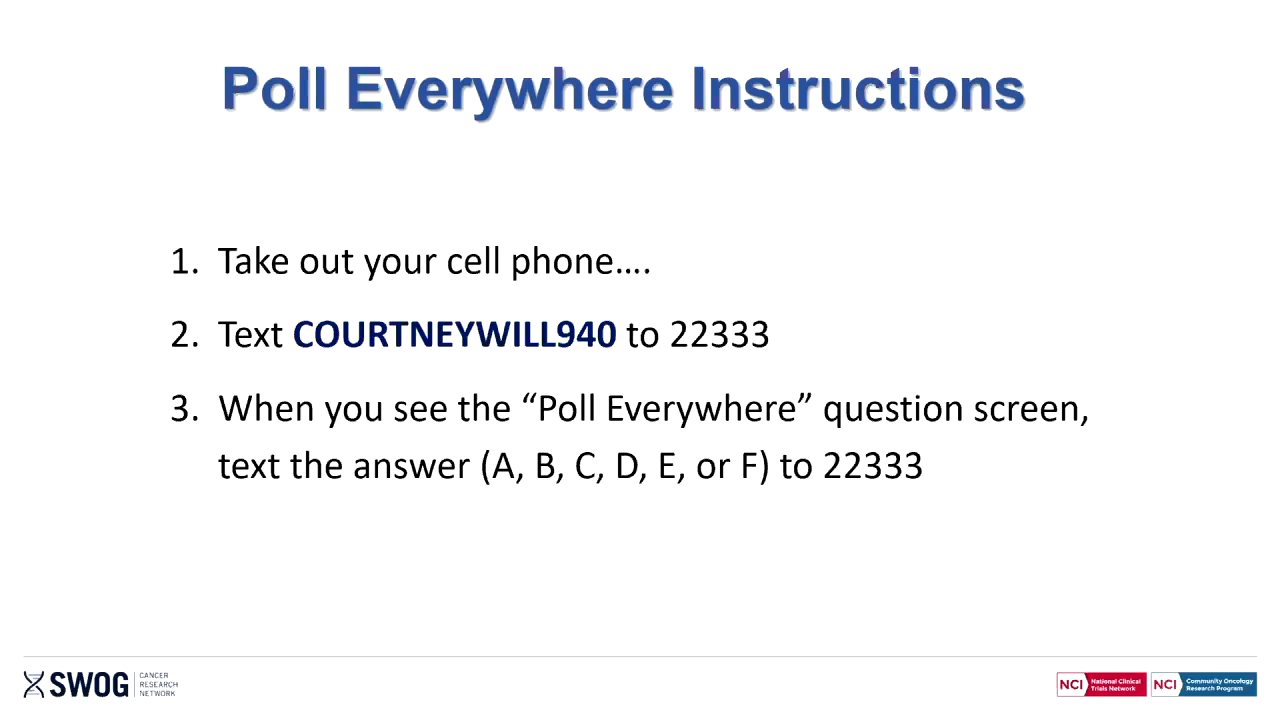 Poll Everywhere Instructions
1. Take out your cell phone….
2. Text COURTNEYWILL940 to 22333
3. When you see the “Poll Everywhere” question screen,
text the answer (A, B, C, D, E, or F) to 22333
SWOG
CANCER
RESEARCH
NETWORK
NCI
National Clinical
Trials Network
NCI
Community Oncology
Research Program